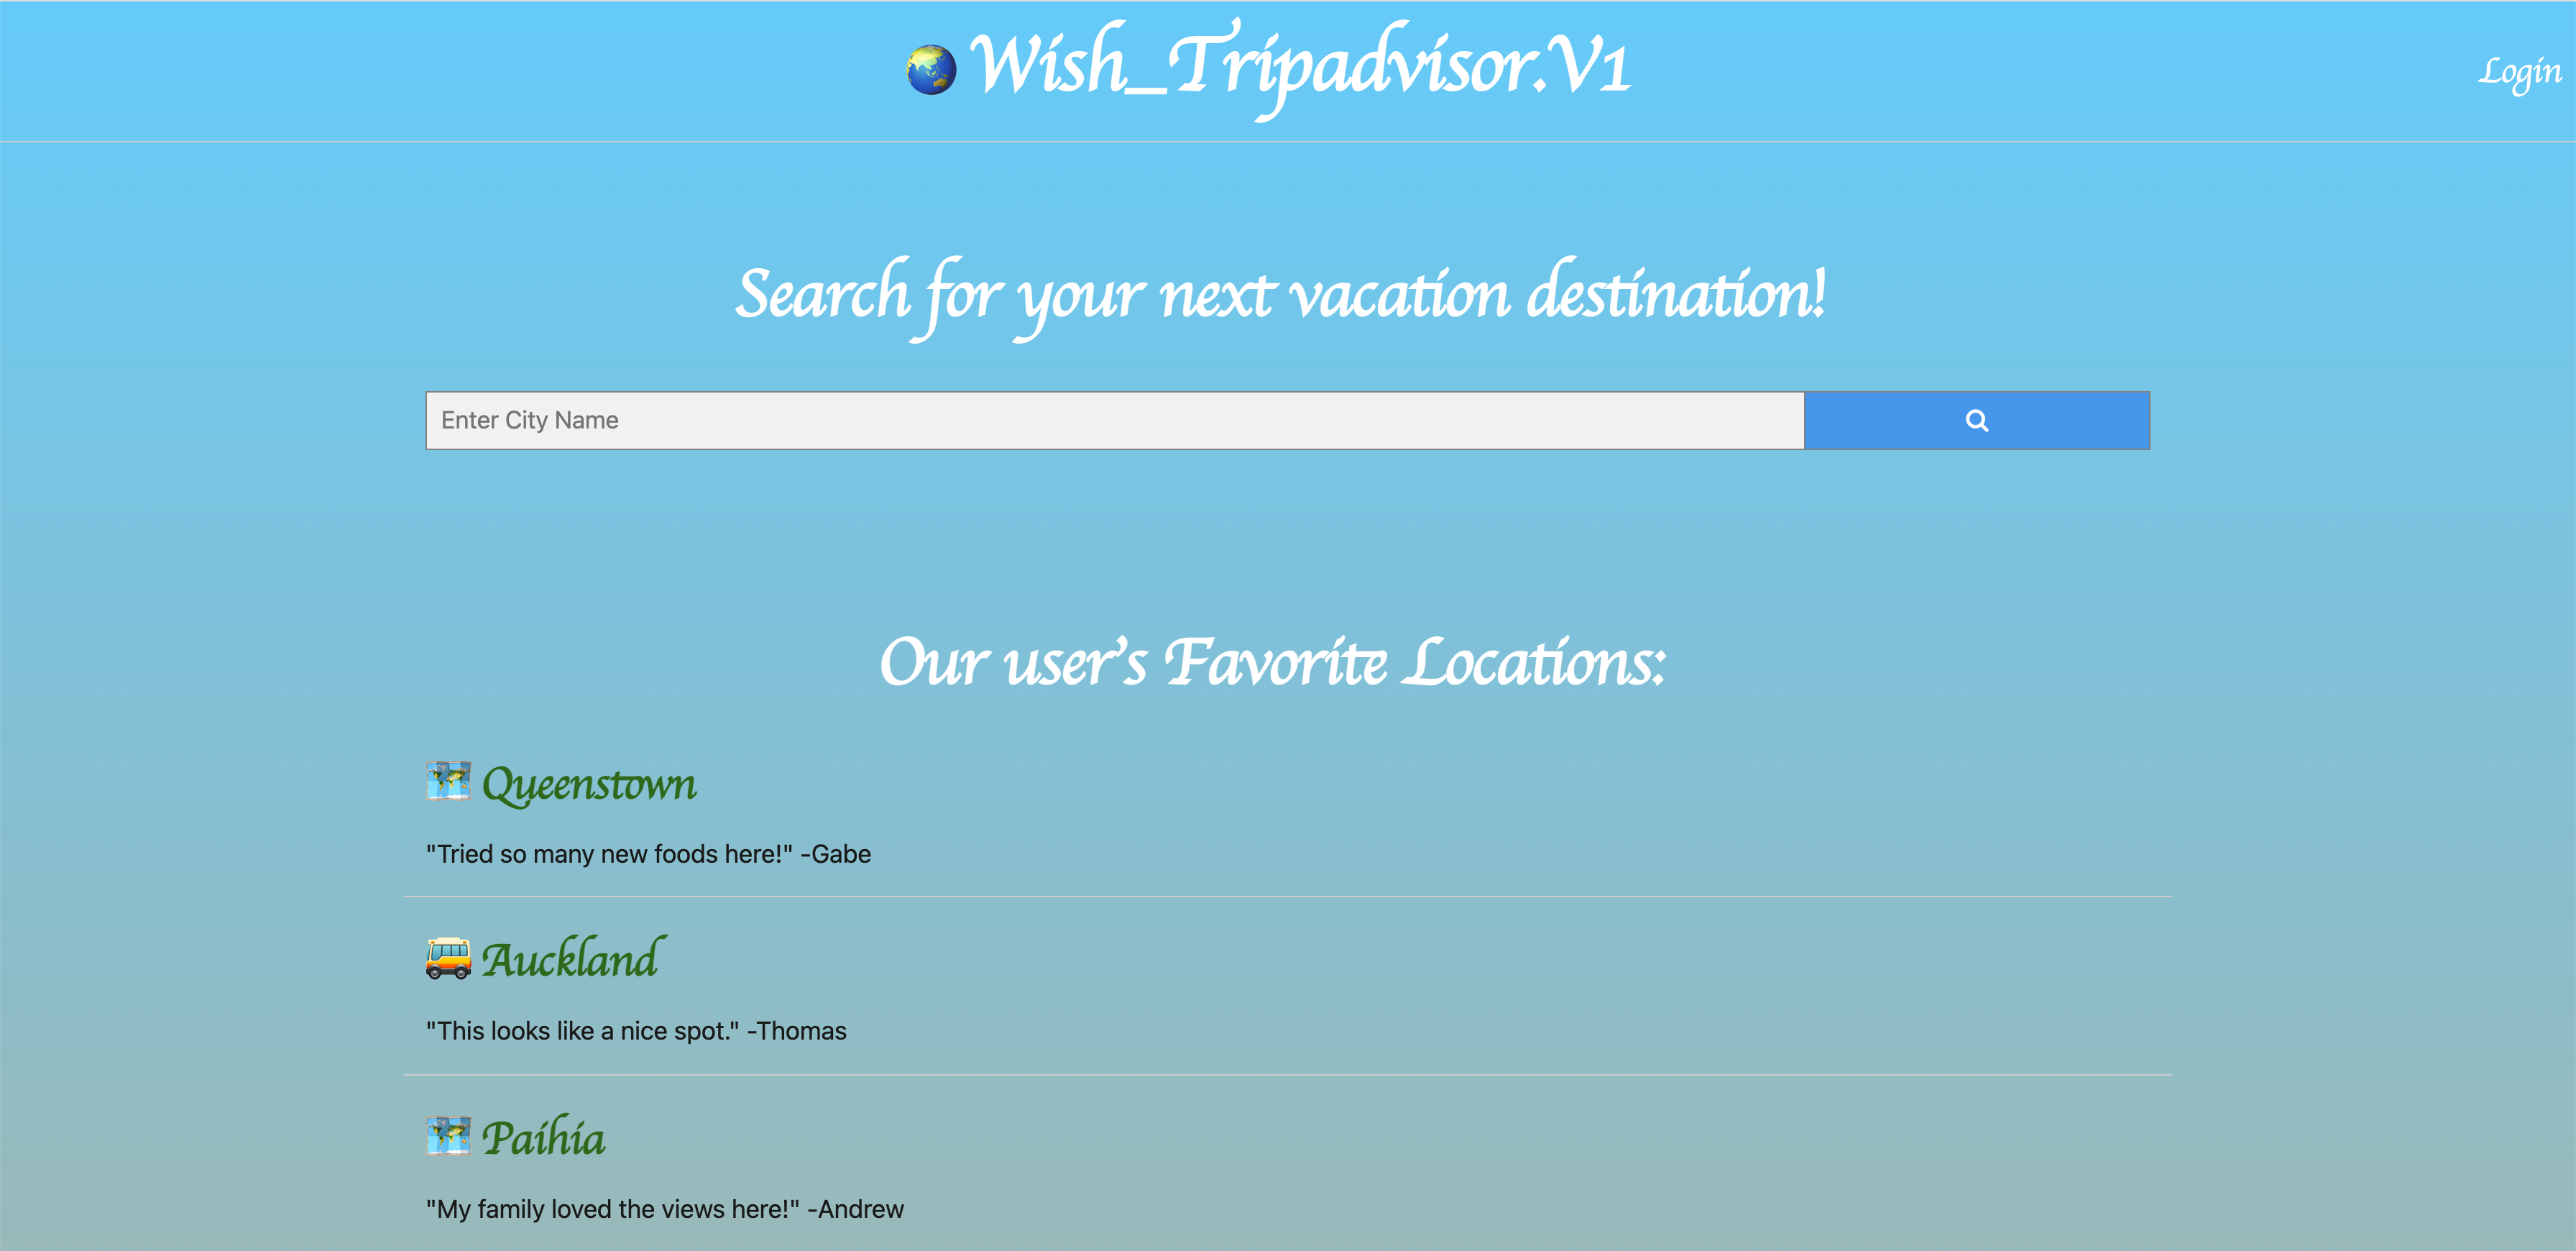 Wish_Tripadvisor.V1
Login
Search for your next vacation destination!
Enter City Name
Our user's Favorite Locations:
Queenstown
"Tried so many new foods here!" -Gabe
Auckland
"This looks like a nice spot." -Thomas
Paihia
"My family loved the views here!" -Andrew